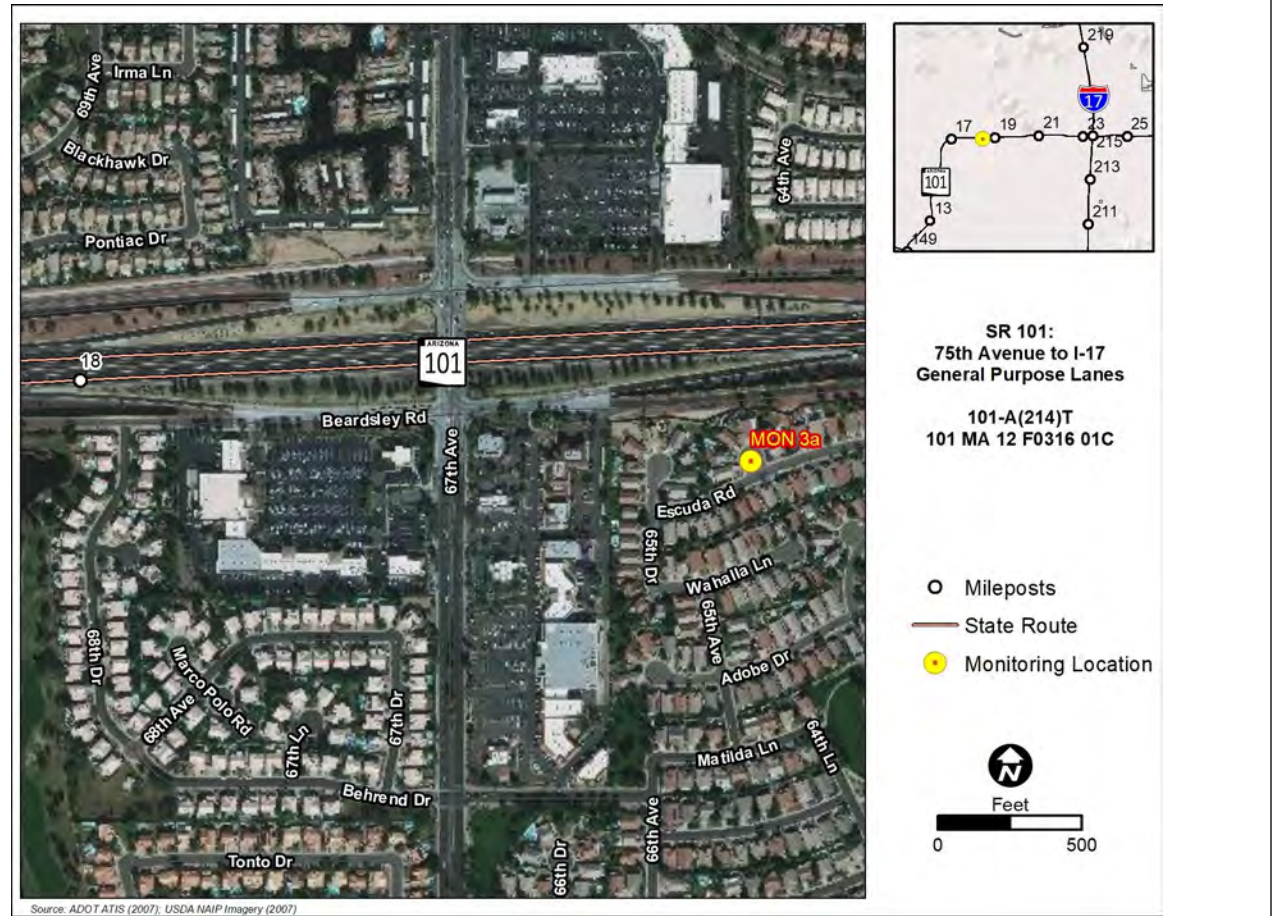 Irma Ln
69th Ave
Blackhawk Dr
Pontiac Dr
64th Ave
18
ARIZONA
101
Beardsley Rd
67th Ave
MON 3a
Escuda Rd
65th Dr
Wahalla Ln
65th Ave
Adobe Dr
68th Dr
Marco Polo Rd
68th Ave
67th Ln
67th Dr
Matilda Ln
64th Ln
Behrend Dr
66th Ave
Tonto Dr
66th Dr
Source: ADOT ATIS (2007); USDA NAIP Imagery (2007)
219
17
17
19
21
23
25
215
213
ARIZONA
101
13
211
149
SR 101:
75th Avenue to I-17
General Purpose Lanes
101-A(214)T
101 MA 12 F0316 01C
Mileposts
State Route
Monitoring Location
N
Feet
0 500